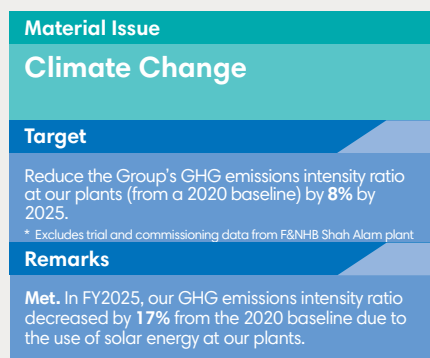 Material Issue
Climate Change
Target
Reduce the Group's GHG emissions intensity ratio
at our plants (from a 2020 baseline) by 8% by
2025.
* Excludes trial and commissioning data from F&NHB Shah Alam plant
Remarks
Met. In FY2025, our GHG emissions intensity ratio
decreased by 17% from the 2020 baseline due to
the use of solar energy at our plants.